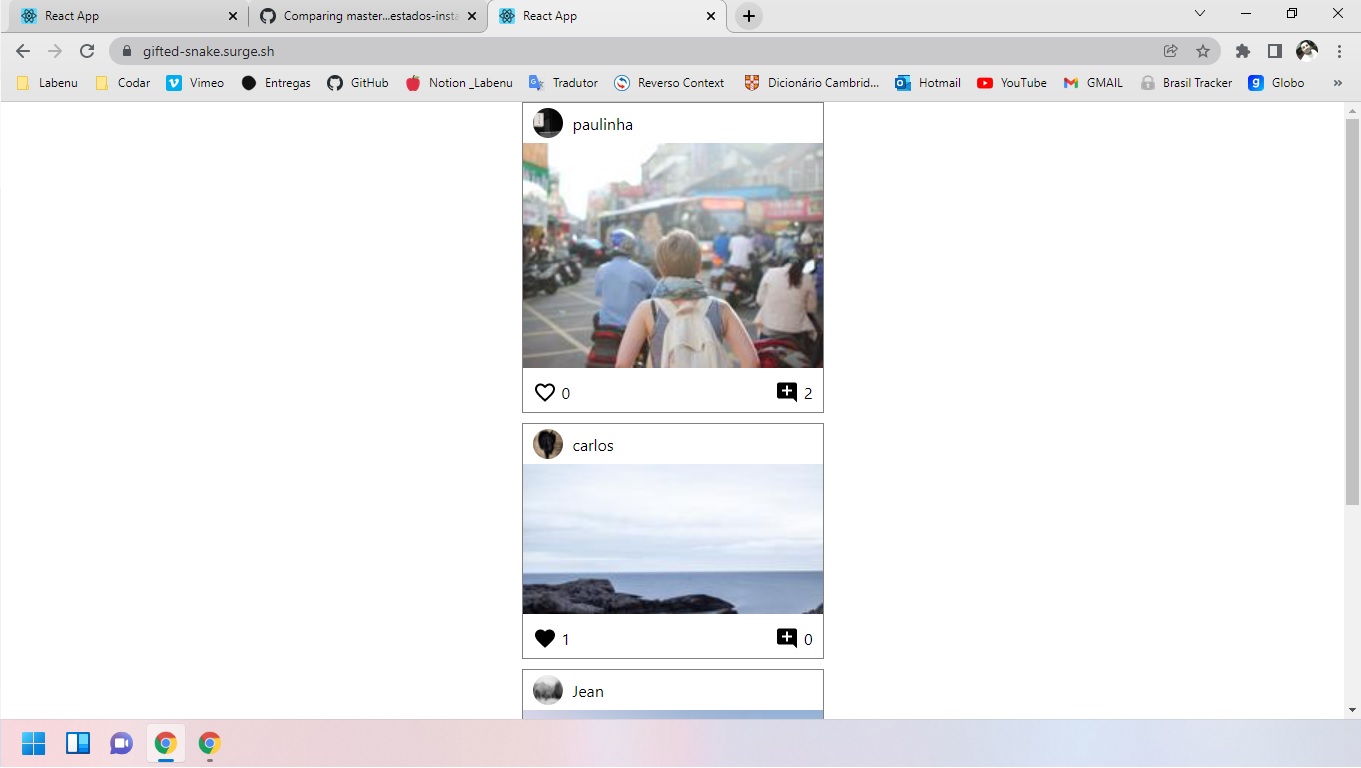 React App
Comparing master...estados-insta
React App
gifted-snake.surge.sh
Labenu Codar Vimeo Entregas GitHub Notion _Labenu Tradutor Reverso Context Dicionário Cambrid... Hotmail YouTube GMAIL Brasil Tracker Globo »
paulinha
0 2
carlos
1 0
Jean